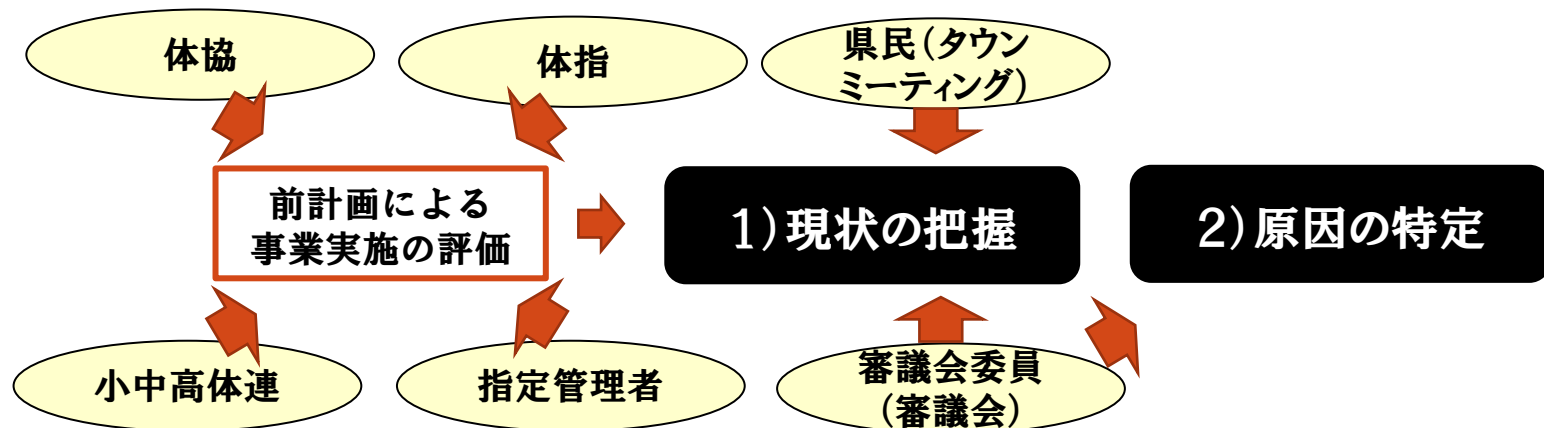 体協
体指
県民(タウン
ミーティング)
前計画による
事業実施の評価
1)現状の把握
2)原因の特定
小中高体連
指定管理者
審議会委員
(審議会)